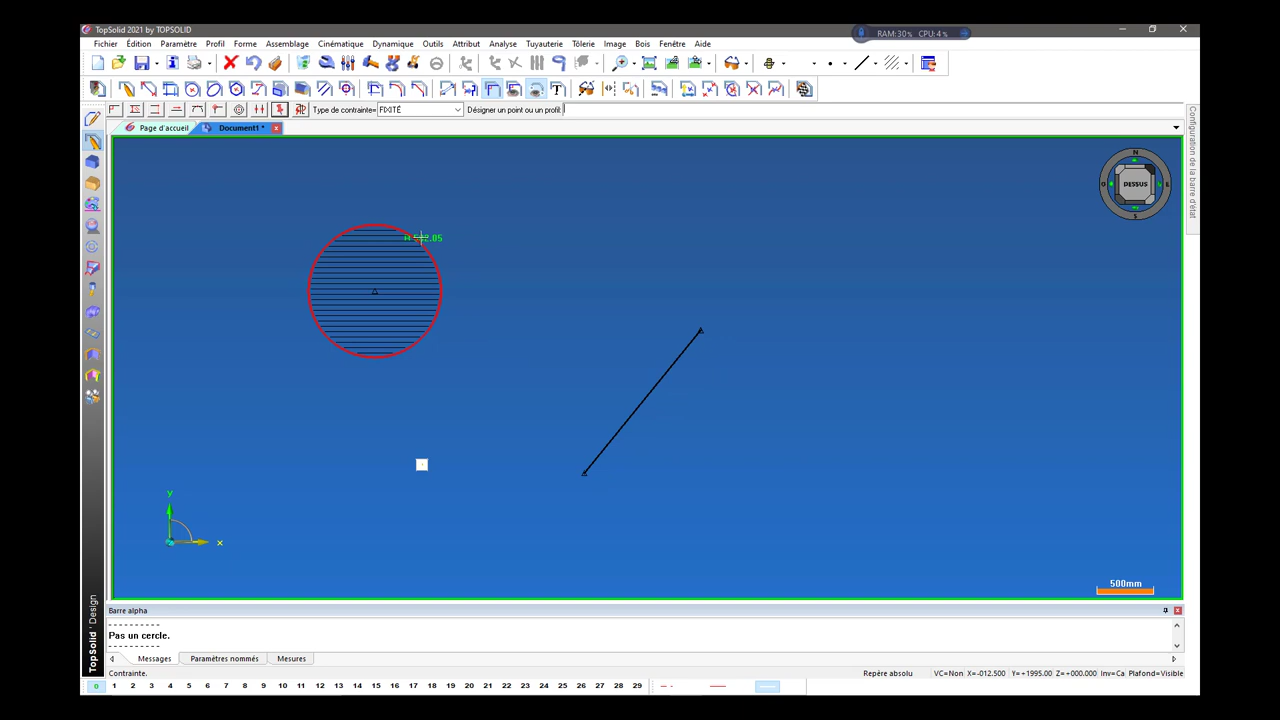 TopSolid 2021 by TOPSOLID
RAM:30% CPU:4%
Fichier Édition Paramètre Profil Forme Assemblage Cinématique Dynamique Outils Attribut Analyse Tuyauterie Tôlerie Image Bois Fenêtre Aide
Type de contrainte= FIXITÉ Désigner un point ou un profil
Page d'accueil Document1 *
Configuration de la barre d'état
N
O DESSUS E
S
Y
X
500mm
Barre alpha
----------
Pas un cercle.
----------
Messages Paramètres nommés Mesures
TopSolid'Design
Contrainte. Repère absolu VC=Non X=-012.500 Y=+1995.00 Z=+000.000 Inv=Ca Plafond=Visible
0 1 2 3 4 5 6 7 8 9 10 11 12 13 14 15 16 17 18 19 20 21 22 23 24 25 26 27 28 29